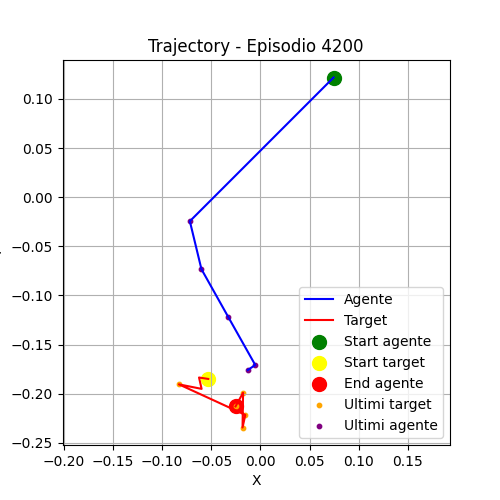 Trajectory - Episodio 4200
0.10
0.05
0.00
−0.05
−0.10
−0.15
−0.20
−0.25
Agente
Target
Start agente
Start target
End agente
Ultimi target
Ultimi agente
−0.20 −0.15 −0.10 −0.05 0.00 0.05 0.10 0.15
X